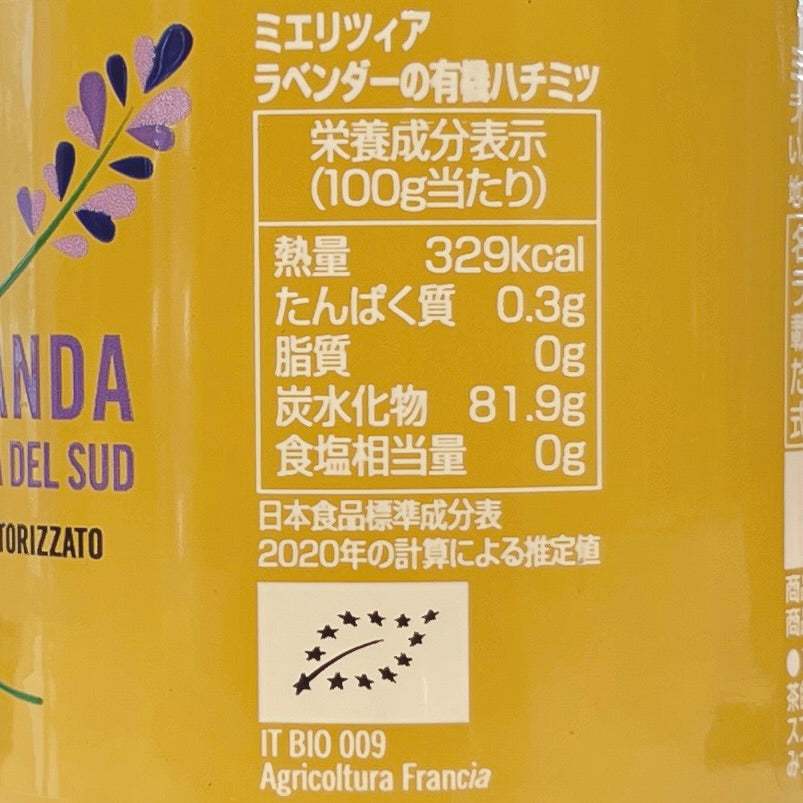 ミエリツィア
ラベンダーの有機ハチミツ
栄養成分表示
(100g当たり)
熱量 329kcal
たんぱく質 0.3g
脂質 0g
炭水化物 81.9g
食塩相当量 0g
日本食品標準成分表
2020年の計算による推定値
IT BIO 009
Agricoltura Francia
ANDA
DEL SUD
TORIZZATO